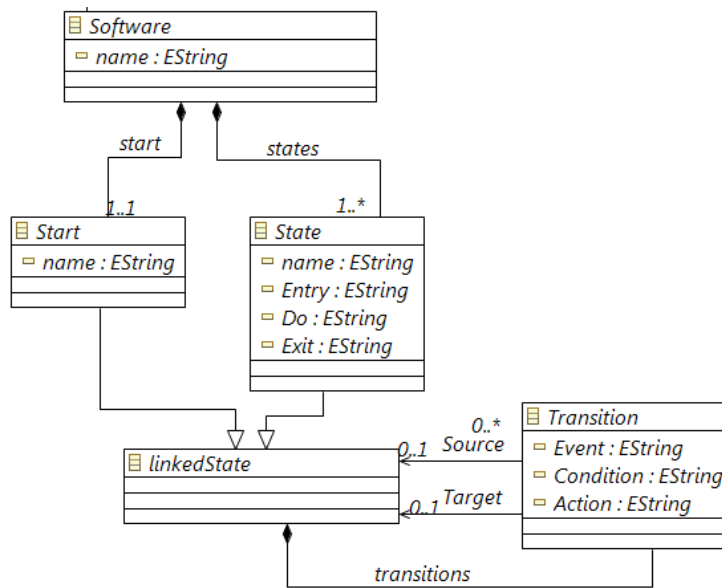 Software
name : EString
start
states
1..1
1..*
Start
name : EString
State
name : EString
Entry : EString
Do : EString
Exit : EString
linkedState
0..1
Source
0..*
0..1
Target
Transition
Event : EString
Condition : EString
Action : EString
transitions